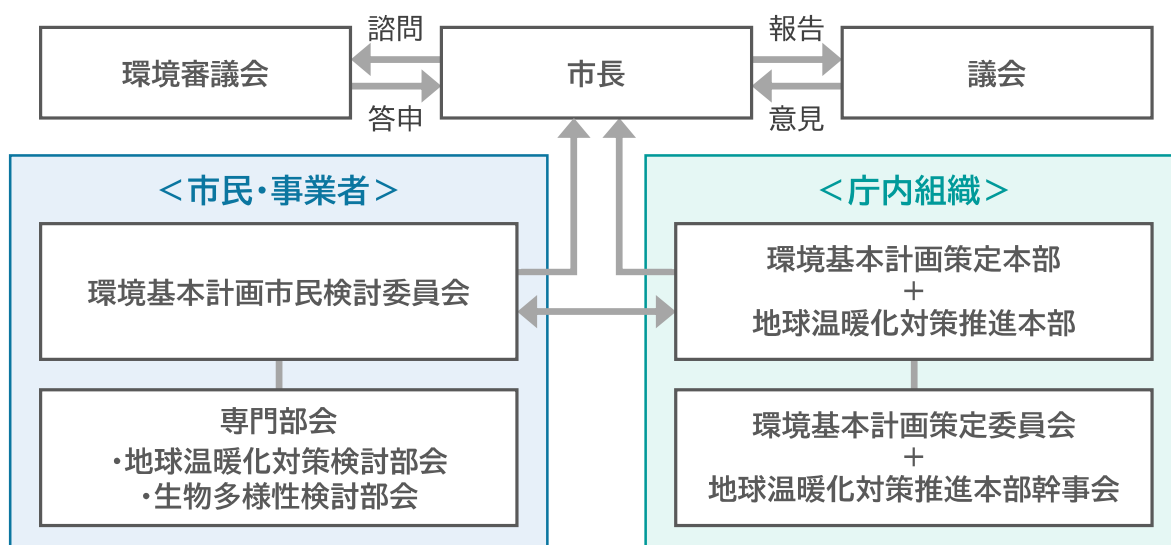 諮問
報告
環境審議会
市長
議会
答申
意見
＜市民・事業者＞
環境基本計画市民検討委員会
専門部会
・地球温暖化対策検討部会
・生物多様性検討部会
＜庁内組織＞
環境基本計画策定本部
＋
地球温暖化対策推進本部
環境基本計画策定委員会
＋
地球温暖化対策推進本部幹事会